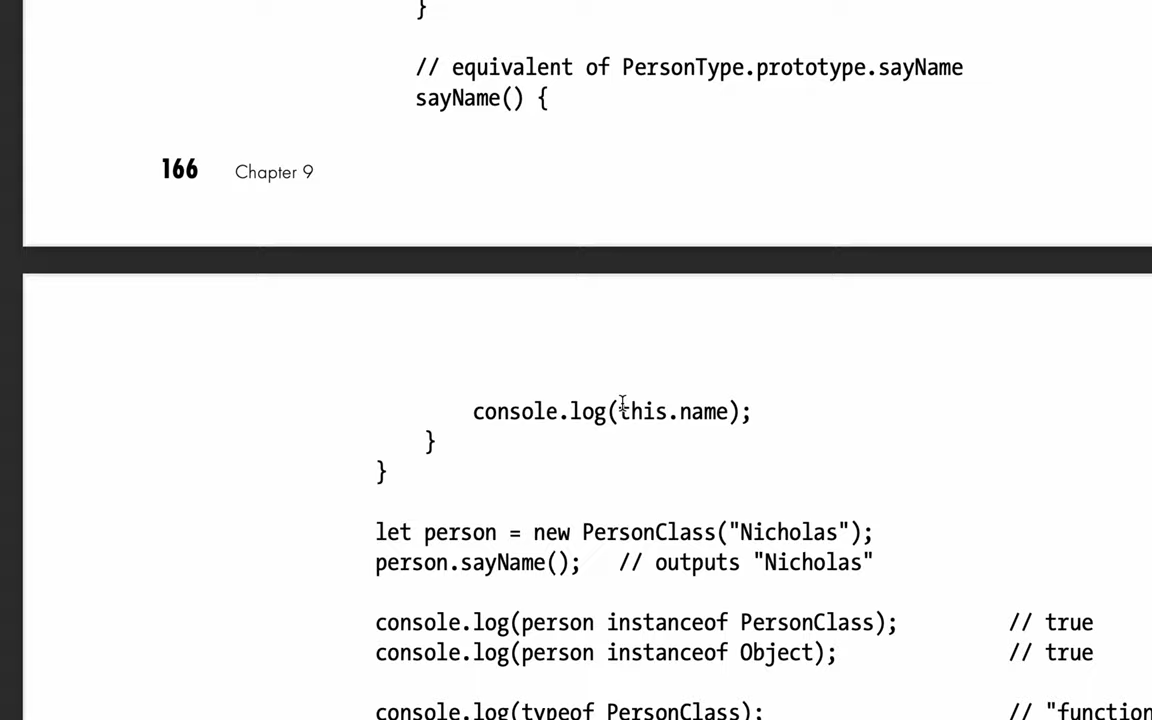 }
// equivalent of PersonType.prototype.sayName
sayName() {
166 Chapter 9
console.log(this.name);
}
}
let person = new PersonClass("Nicholas");
person.sayName(); // outputs "Nicholas"
console.log(person instanceof PersonClass); // true
console.log(person instanceof Object); // true
console.log(typeof PersonClass); // "function